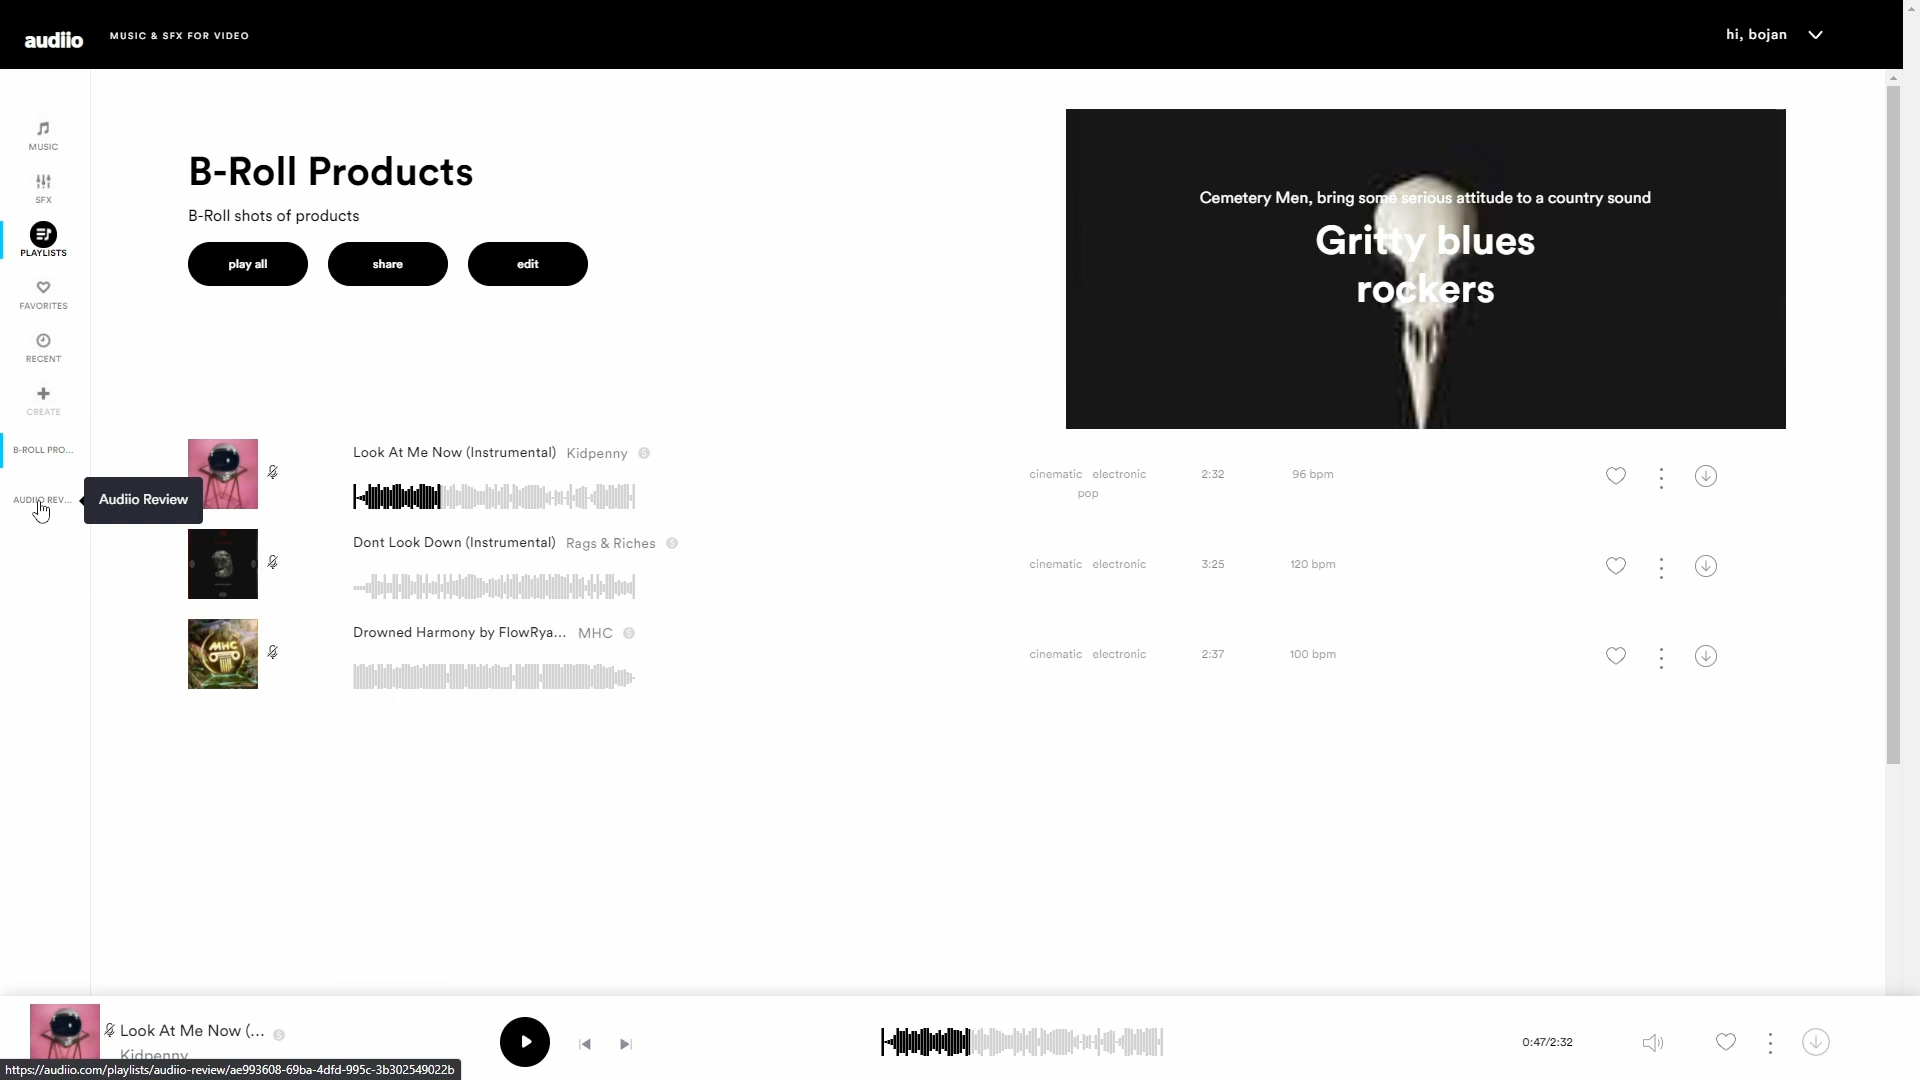 audiio
MUSIC & SFX FOR VIDEO
hi, bojan
MUSIC
SFX
PLAYLISTS
FAVORITES
RECENT
CREATE
B-ROLL PRO...
AUDIIO REV...
Audiio Review
B-Roll Products
B-Roll shots of products
play all
share
edit
Cemetery Men, bring some serious attitude to a country sound
Gritty blues
rockers
Look At Me Now (Instrumental) Kidpenny
cinematic electronic
pop
2:32
96 bpm
Dont Look Down (Instrumental) Rags & Riches
cinematic electronic
3:25
120 bpm
MHC
Drowned Harmony by FlowRya... MHC
cinematic electronic
2:37
100 bpm
Look At Me Now (...
Kidpenny
0:47/2:32
https://audiio.com/playlists/audiio-review/ae993608-69ba-4dfd-995c-3b302549022b